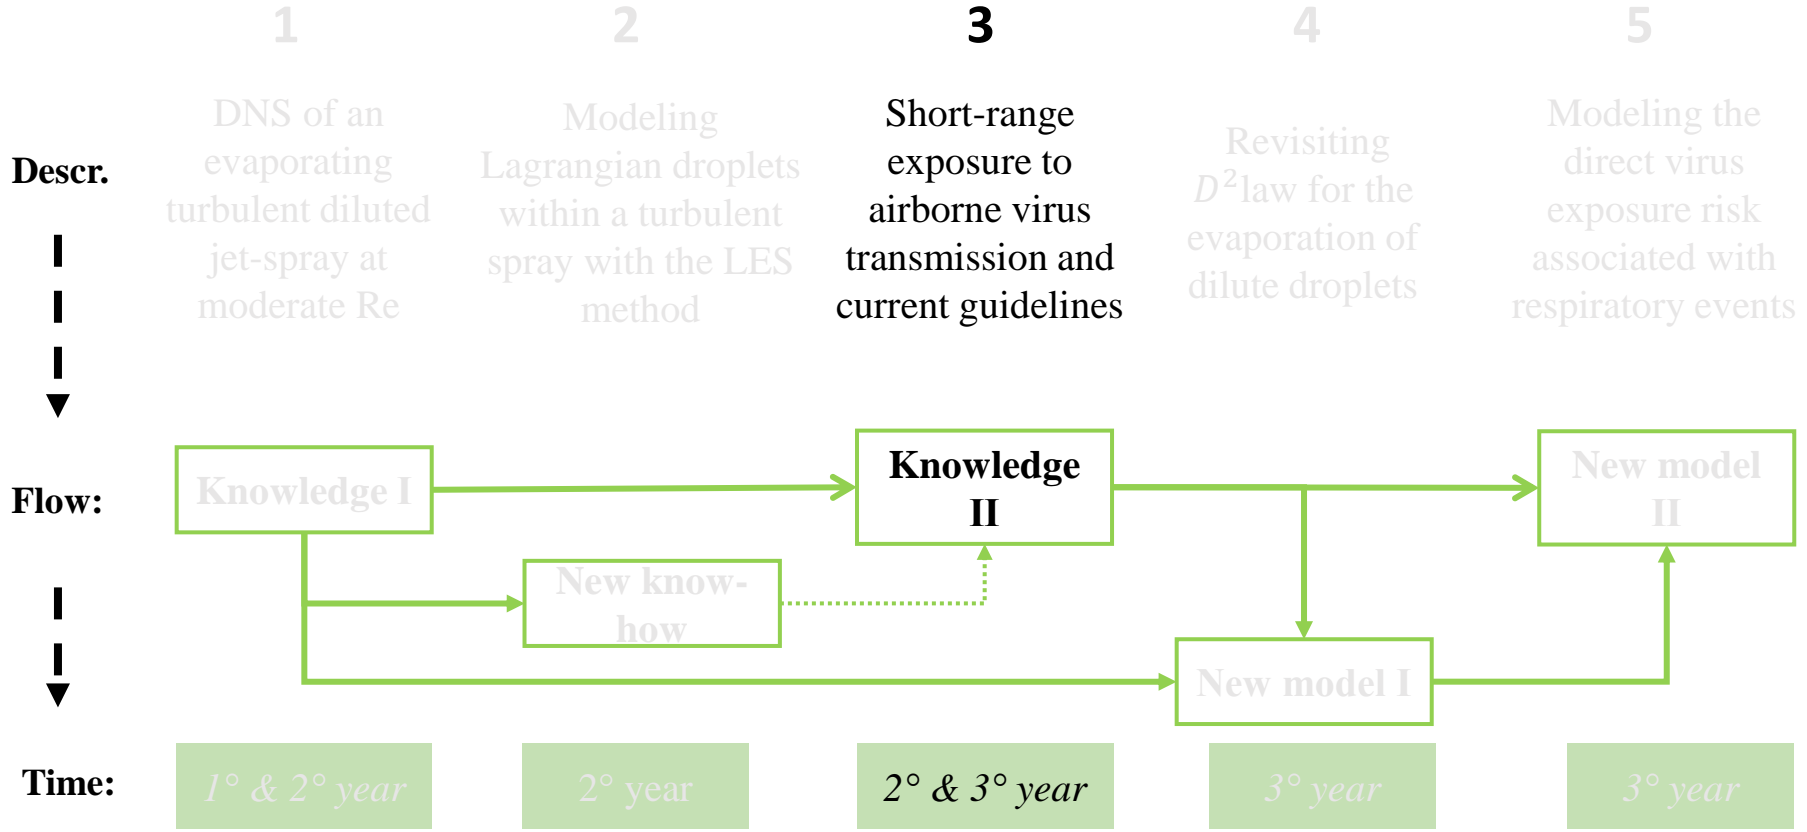 1
2
3
4
5
Descr.
DNS of an
evaporating
turbulent diluted
jet-spray at
moderate Re
Modeling
Lagrangian droplets
within a turbulent
spray with the LES
method
Short-range
exposure to
airborne virus
transmission and
current guidelines
Revisiting
D² law for the
evaporation of
dilute droplets
Modeling the
direct virus
exposure risk
associated with
respiratory events
Flow:
Knowledge I
New know-
how
Knowledge
II
New model I
New model
II
Time:
1° & 2° year
2° year
2° & 3° year
3° year
3° year